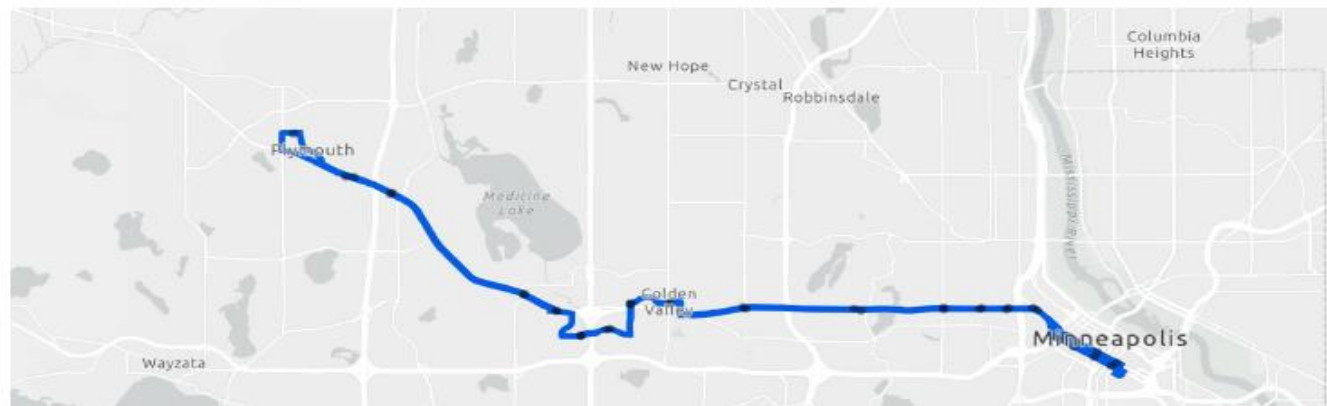 Columbia
Heights
New Hope
Crystal
Robbinsdale
Plymouth
Mississippi River
Medicine
Lake
Golden
Valley
Minneapolis
Wayzata